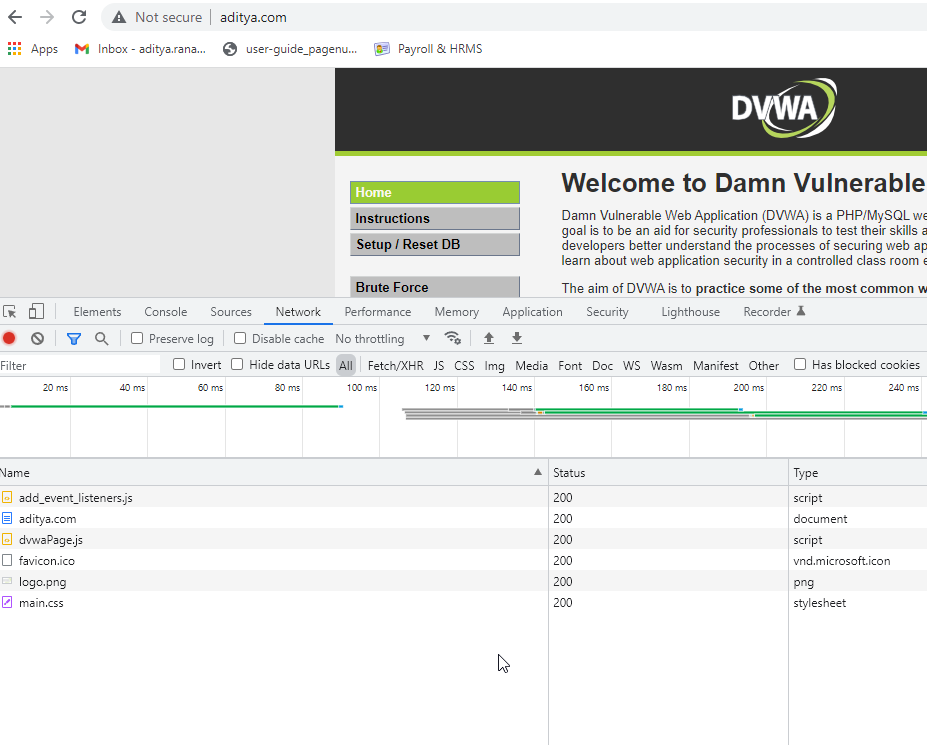 Not secure | aditya.com
Apps Inbox - aditya.rana... user-guide_pagenu... Payroll & HRMS
DVWA
Home
Instructions
Setup / Reset DB
Brute Force
Welcome to Damn Vulnerable
Damn Vulnerable Web Application (DVWA) is a PHP/MySQL we
goal is to be an aid for security professionals to test their skills a
developers better understand the processes of securing web ap
learn about web application security in a controlled class room e
The aim of DVWA is to practice some of the most common w
Elements Console Sources Network Performance Memory Application Security Lighthouse Recorder
Preserve log Disable cache No throttling
Filter Invert Hide data URLs All Fetch/XHR JS CSS Img Media Font Doc WS Wasm Manifest Other Has blocked cookies
20 ms 40 ms 60 ms 80 ms 100 ms 120 ms 140 ms 160 ms 180 ms 200 ms 220 ms 240 ms
Name Status Type
add_event_listeners.js 200 script
aditya.com 200 document
dvwaPage.js 200 script
favicon.ico 200 vnd.microsoft.icon
logo.png 200 png
main.css 200 stylesheet